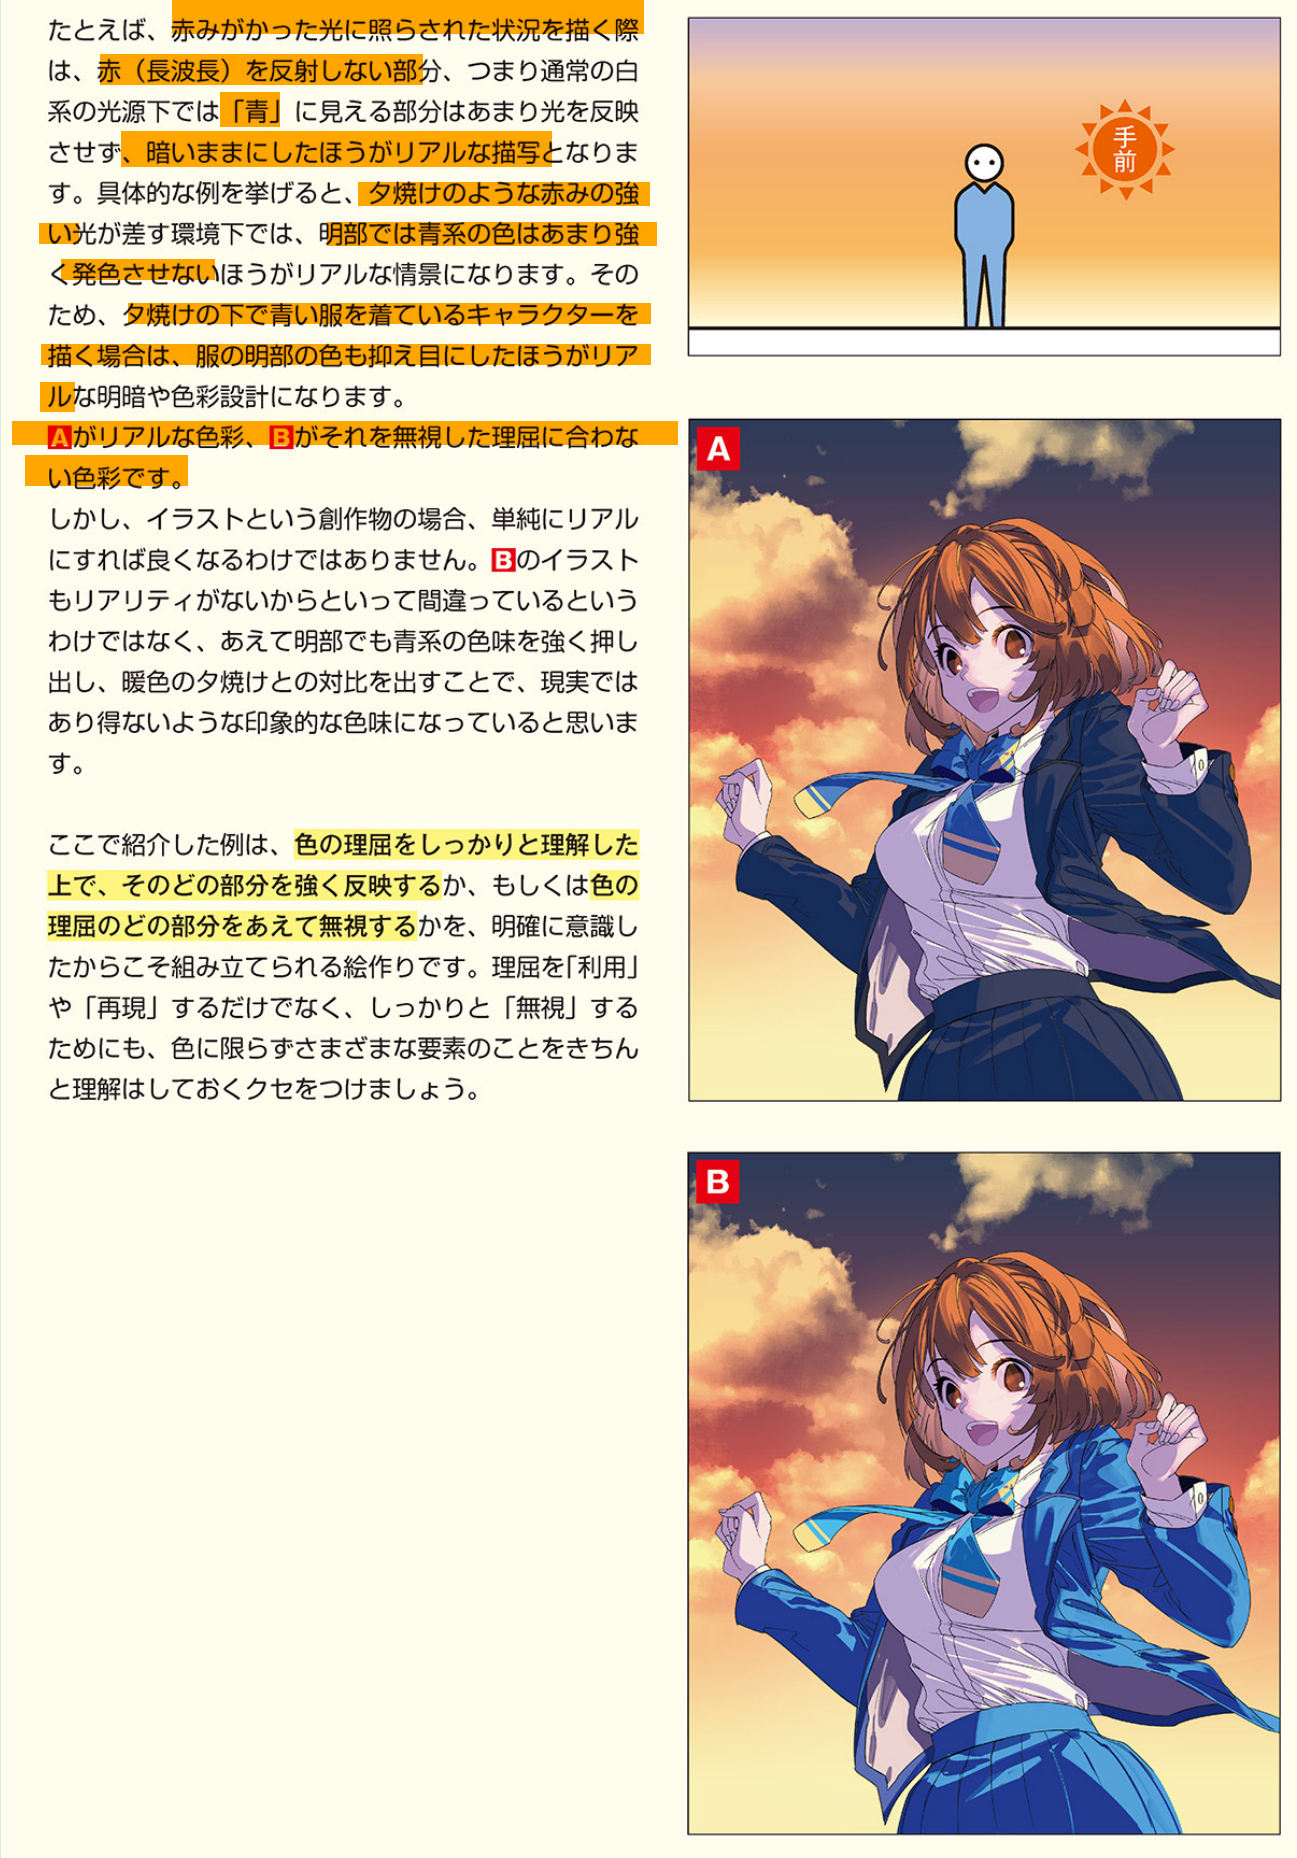 たとえば、赤みがかった光に照らされた状況を描く際
は、赤（長波長）を反射しない部分、つまり通常の白
系の光源下では「青」に見える部分はあまり光を反映
させず、暗いままにしたほうがリアルな描写となりま
す。具体的な例を挙げると、夕焼けのような赤みの強
い光が差す環境下では、明部では青系の色はあまり強
く発色させないほうがリアルな情景になります。その
ため、夕焼けの下で青い服を着ているキャラクターを
描く場合は、服の明部の色も抑え目にしたほうがリア
ルな明暗や色彩設計になります。
Aがリアルな色彩、Bがそれを無視した理屈に合わな
い色彩です。
しかし、イラストという創作物の場合、単純にリアル
にすれば良くなるわけではありません。Bのイラスト
もリアリティがないからといって間違っているという
わけではなく、あえて明部でも青系の色味を強く押し
出し、暖色の夕焼けとの対比を出すことで、現実では
あり得ないような印象的な色味になっていると思いま
す。
ここで紹介した例は、色の理屈をしっかりと理解した
上で、そのどの部分を強く反映するか、もしくは色の
理屈のどの部分をあえて無視するかを、明確に意識し
たからこそ組み立てられる絵作りです。理屈を「利用」
や「再現」するだけでなく、しっかりと「無視」する
ためにも、色に限らずさまざまな要素のことをきちん
と理解はしておくクセをつけましょう。
手
前
A
B